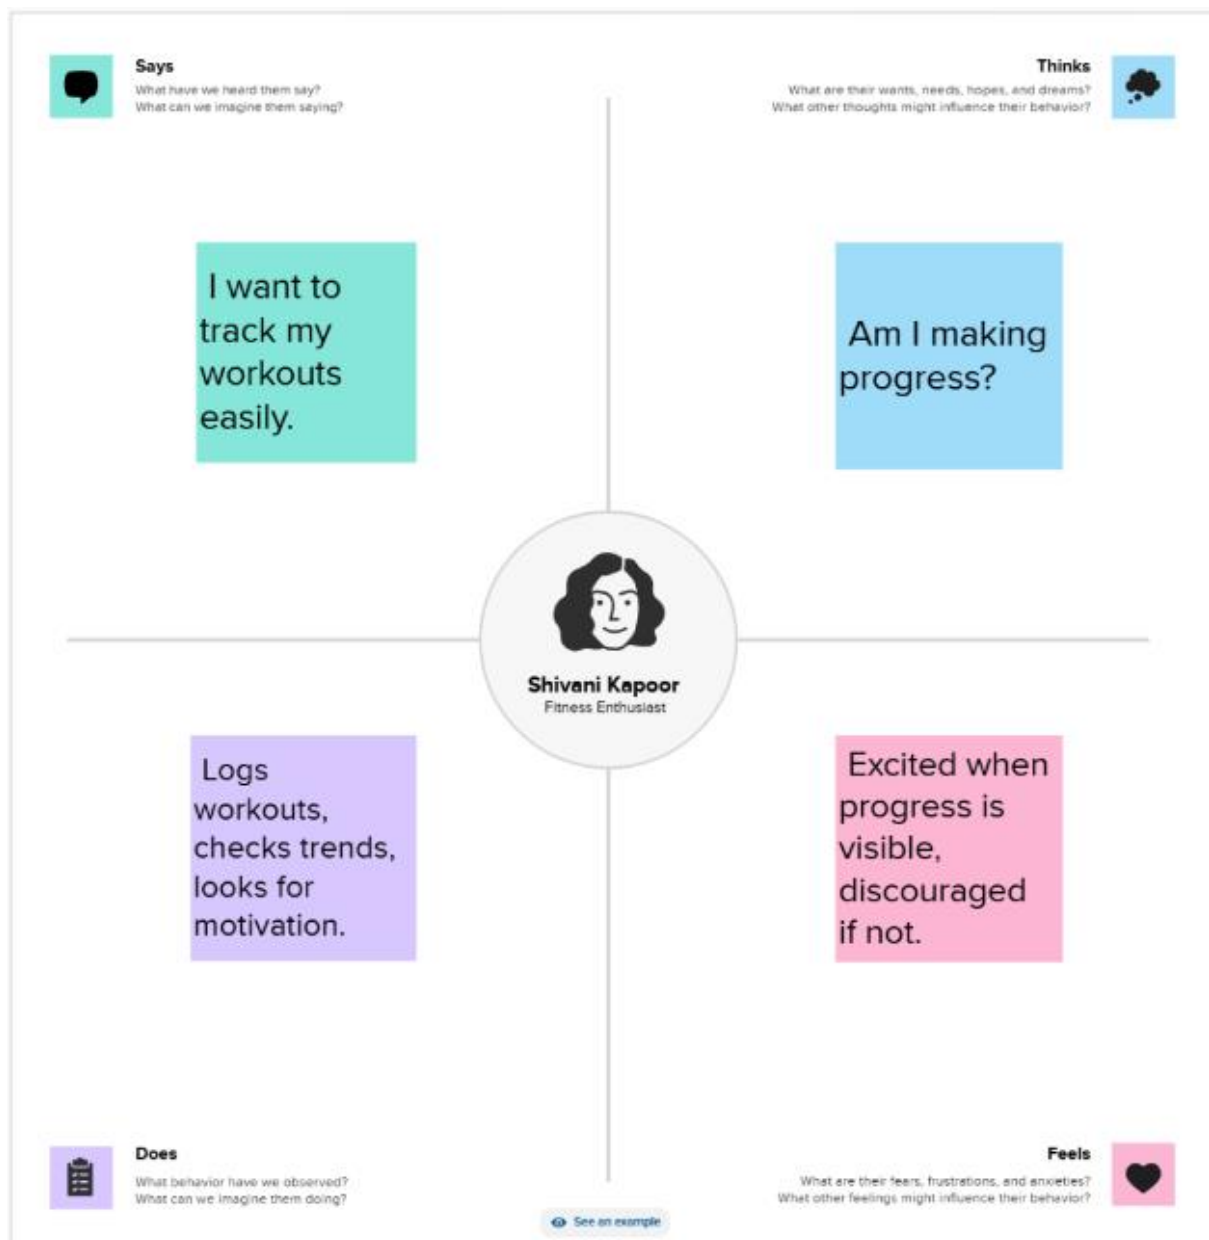 Says
What have we heard them say?
What can we imagine them saying?
Thinks
What are their wants, needs, hopes, and dreams?
What other thoughts might influence their behavior?
I want to
track my
workouts
easily.
Am I making
progress?
Shivani Kapoor
Fitness Enthusiast
Logs
workouts,
checks trends,
looks for
motivation.
Excited when
progress is
visible,
discouraged
if not.
Does
What behavior have we observed?
What can we imagine them doing?
Feels
What are their fears, frustrations, and anxieties?
What other feelings might influence their behavior?
See an example